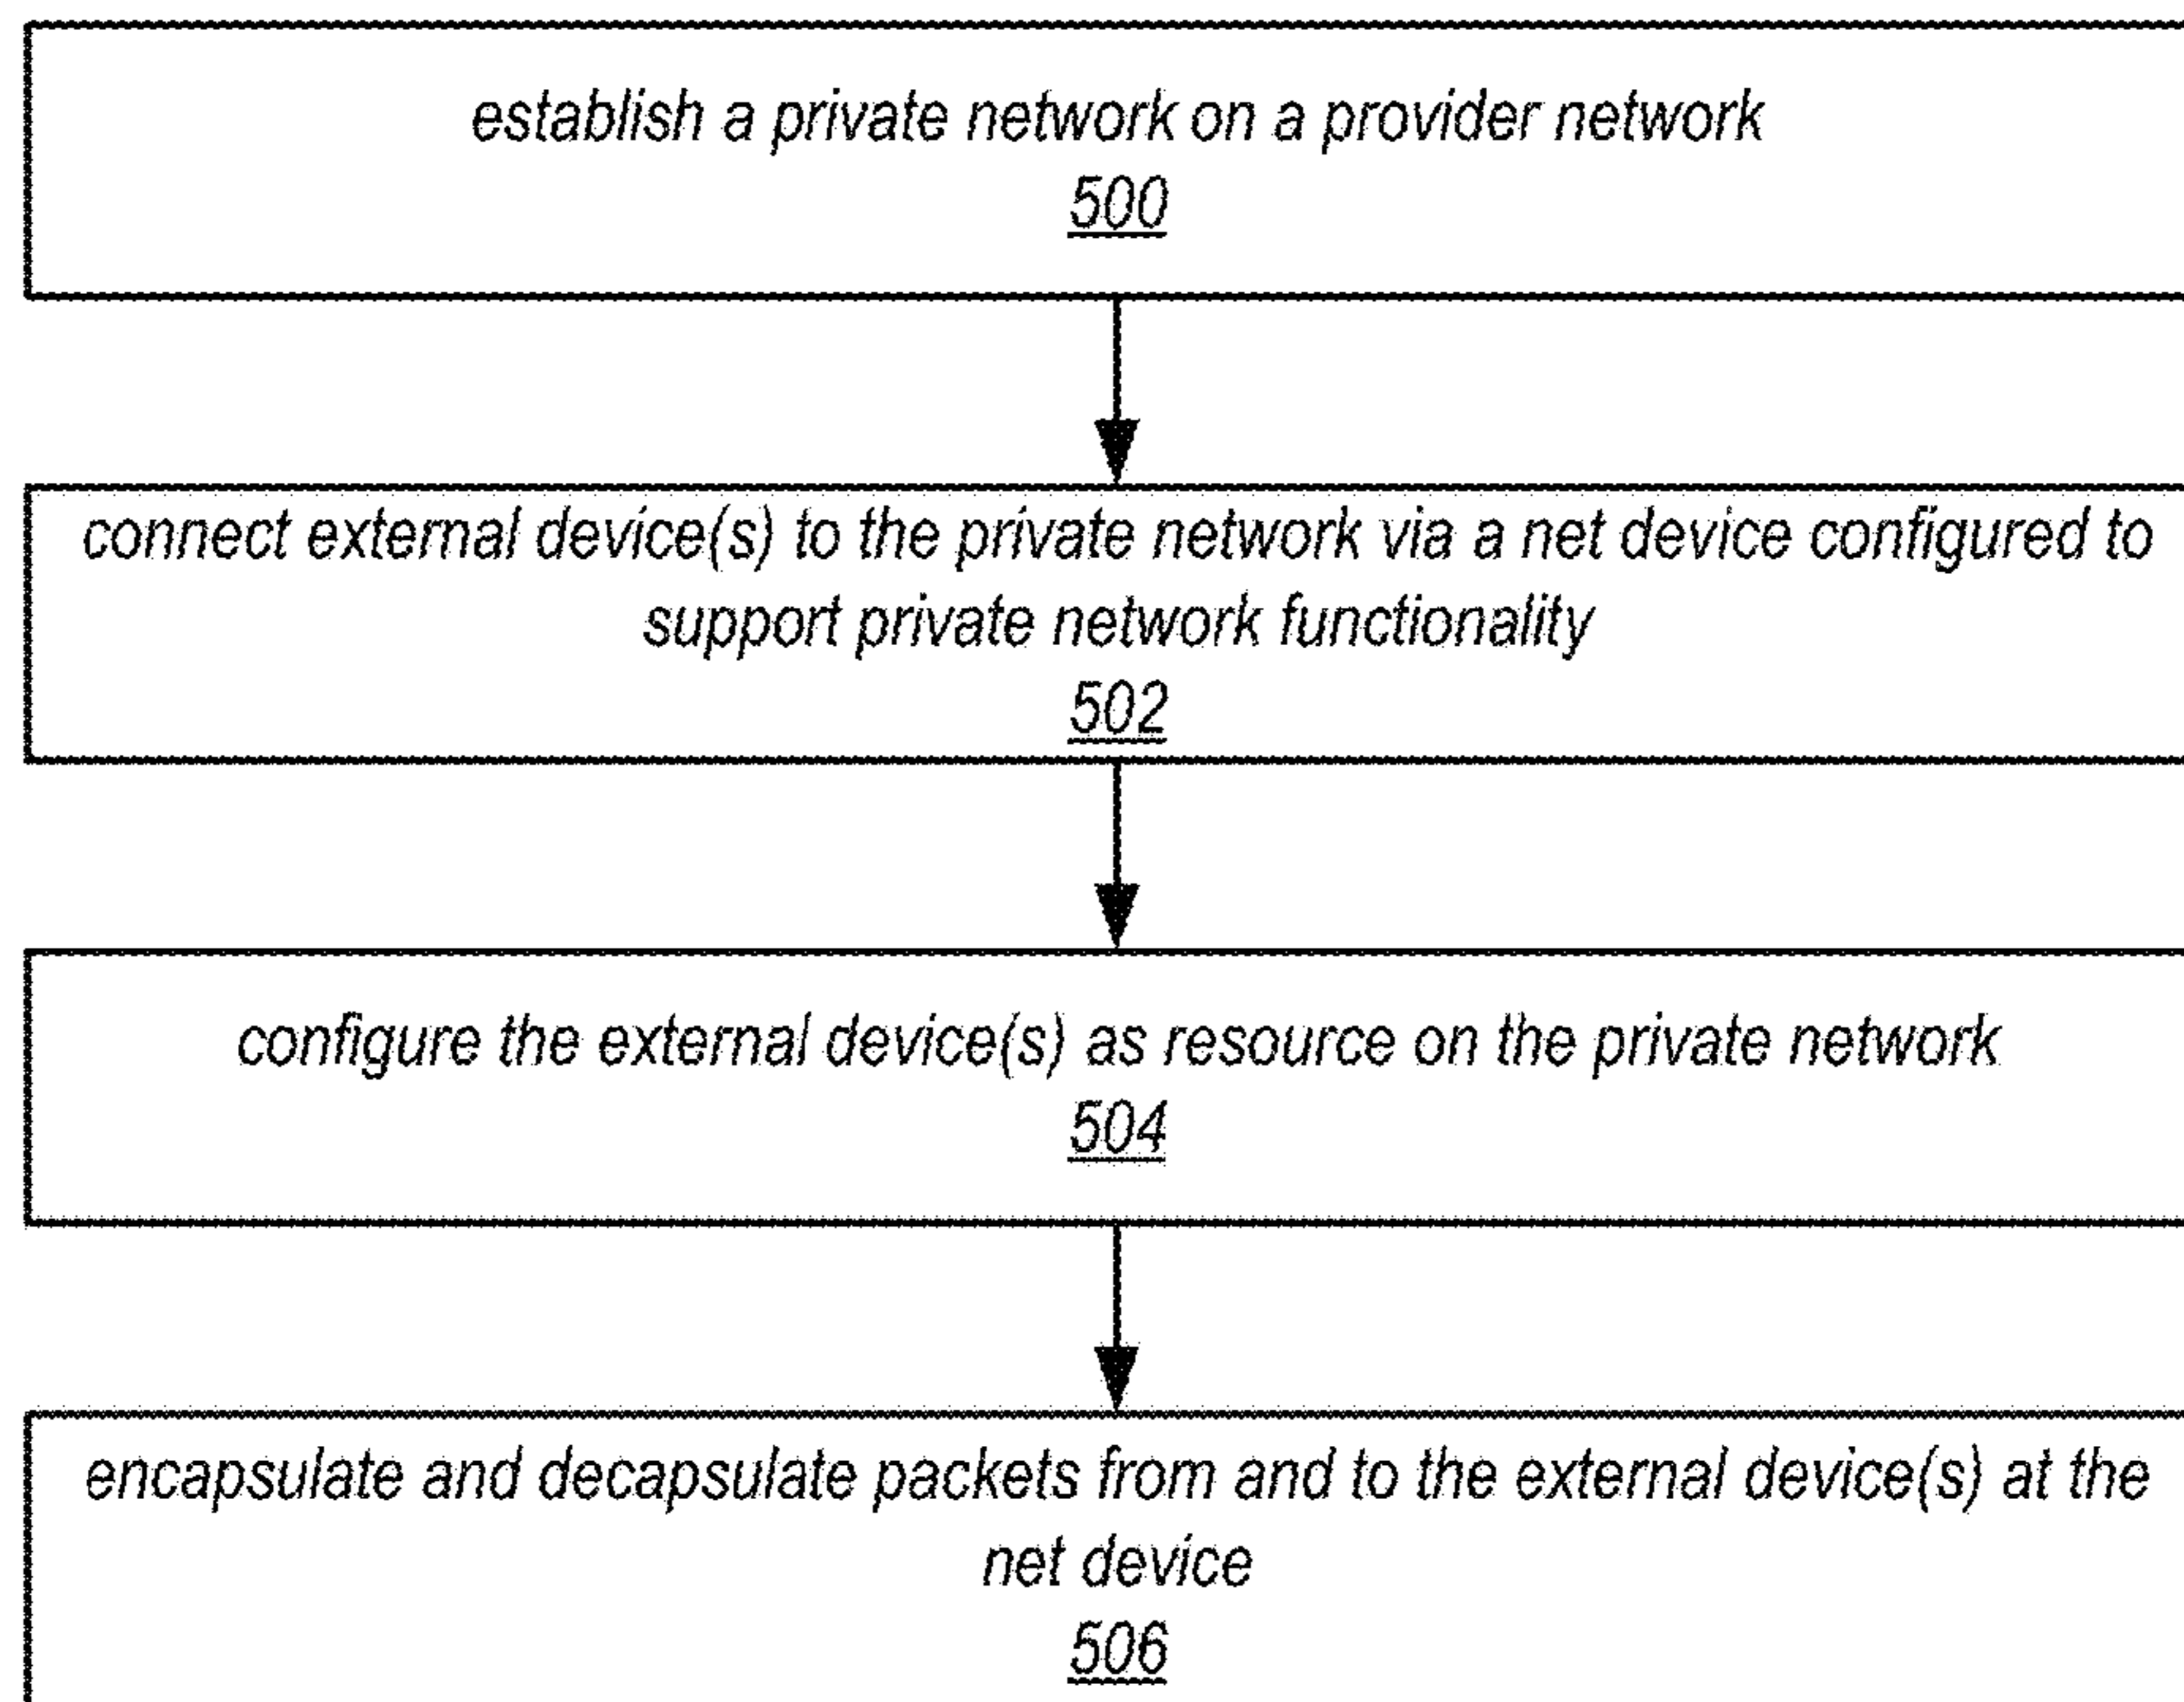 establish a private network on a provider network
500
connect external device(s) to the private network via a net device configured to
support private network functionality
502
configure the external device(s) as resource on the private network
504
encapsulate and decapsulate packets from and to the external device(s) at the
net device
506